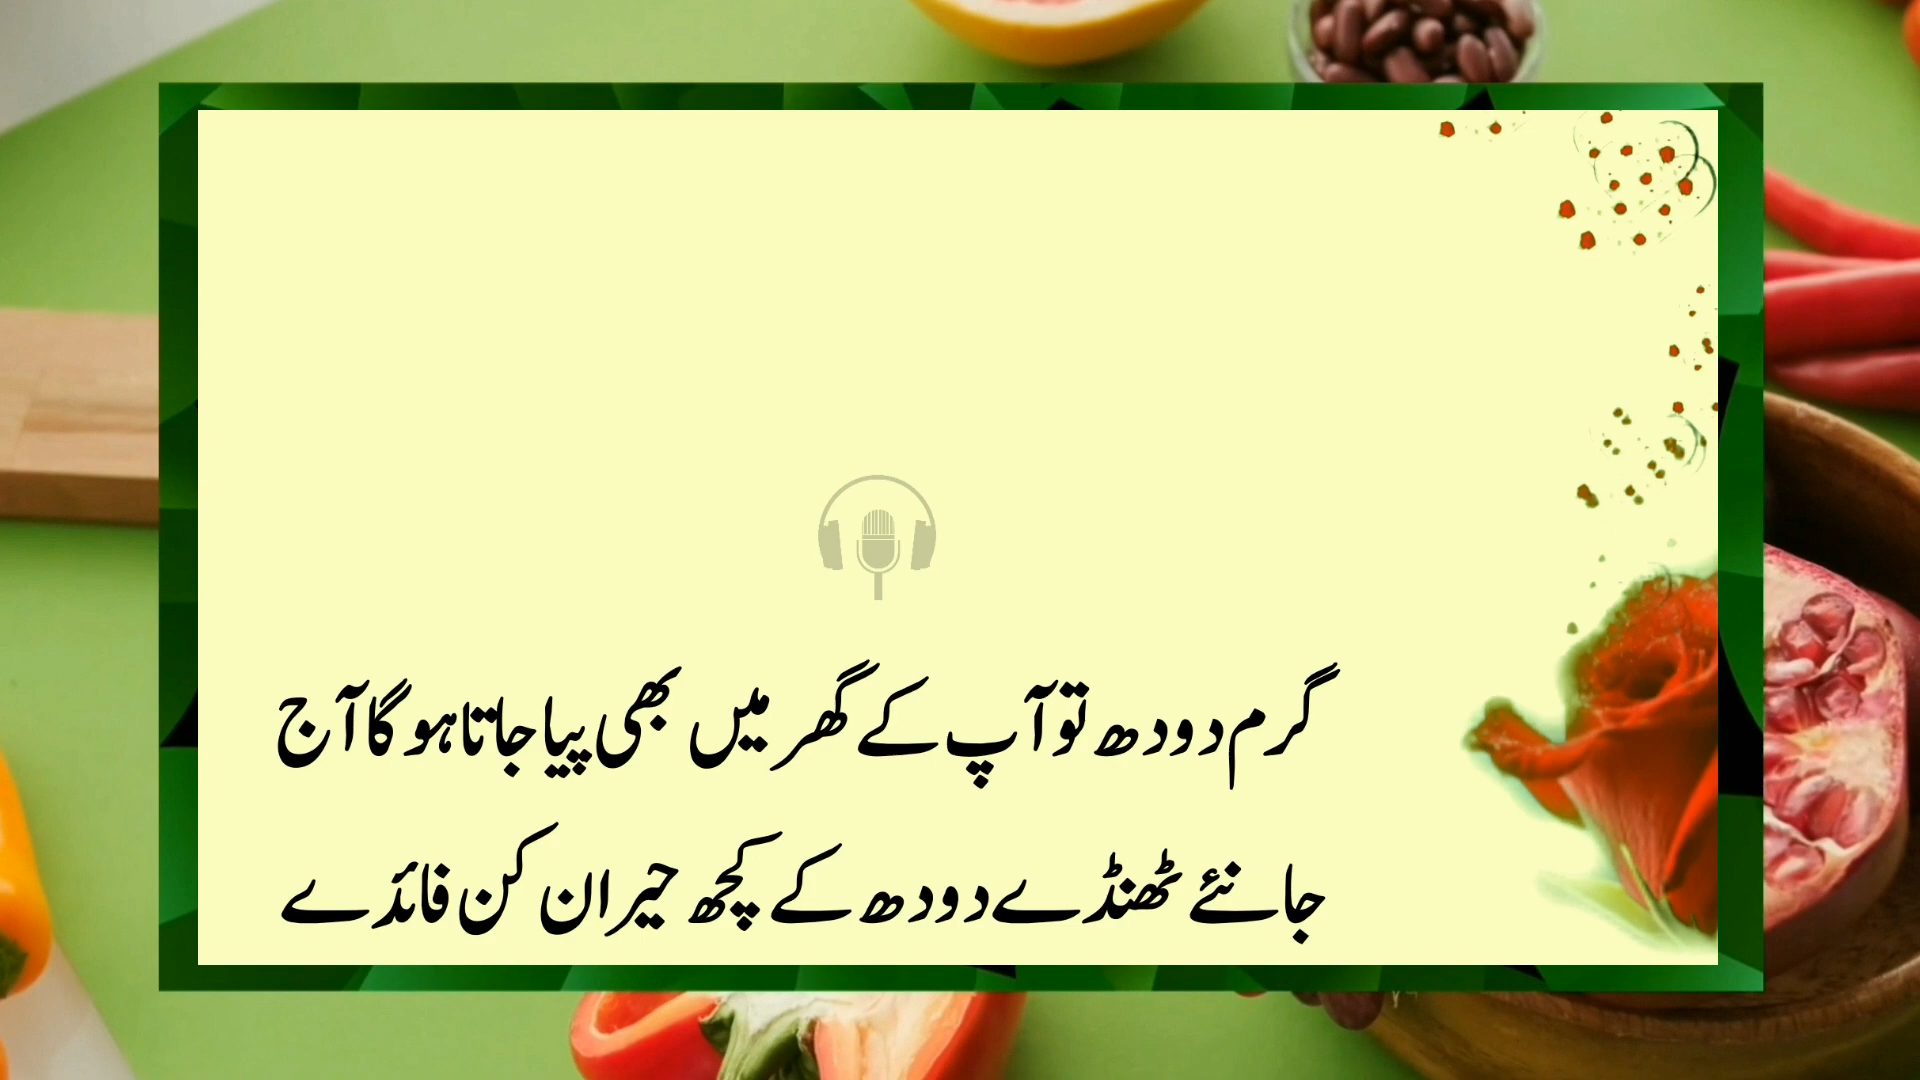 گرم دودھ تو آپ کے گھر میں بھی پیا جاتا ہو گا آج
جانئے ٹھنڈے دودھ کے کچھ حیران کن فائدے